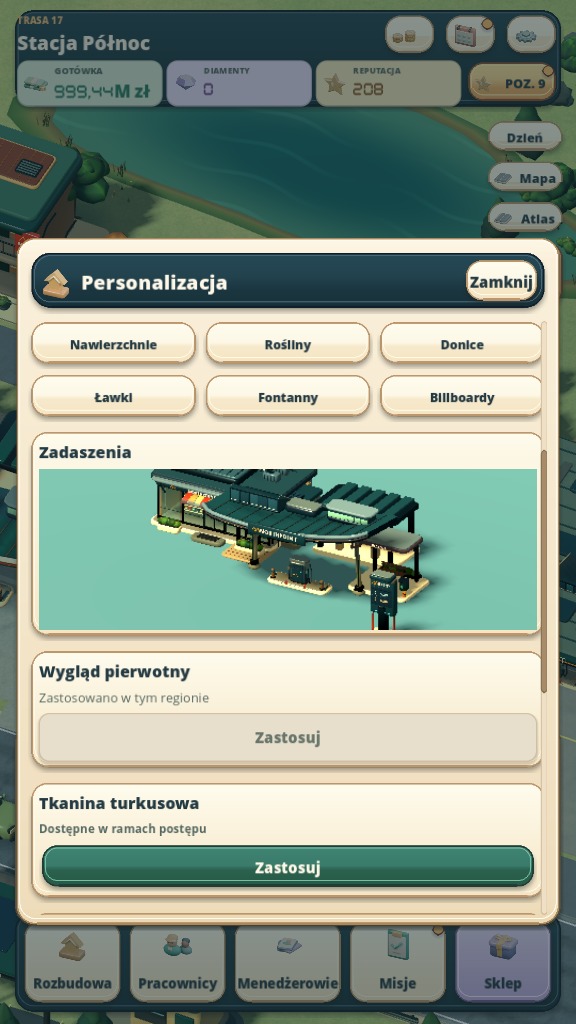 TRASA 17
Stacja Północ
GOTÓWKA
999,44M zł
DIAMENTY
0
REPUTACJA
208
POZ. 9
Dzień
Mapa
Atlas
Personalizacja
Zamknij
Nawierzchnie
Rośliny
Donice
Ławki
Fontanny
Billboardy
Zadaszenia
Wygląd pierwotny
Zastosowano w tym regionie
Zastosuj
Tkanina turkusowa
Dostępne w ramach postępu
Zastosuj
Rozbudowa
Pracownicy
Menedżerowie
Misje
Sklep